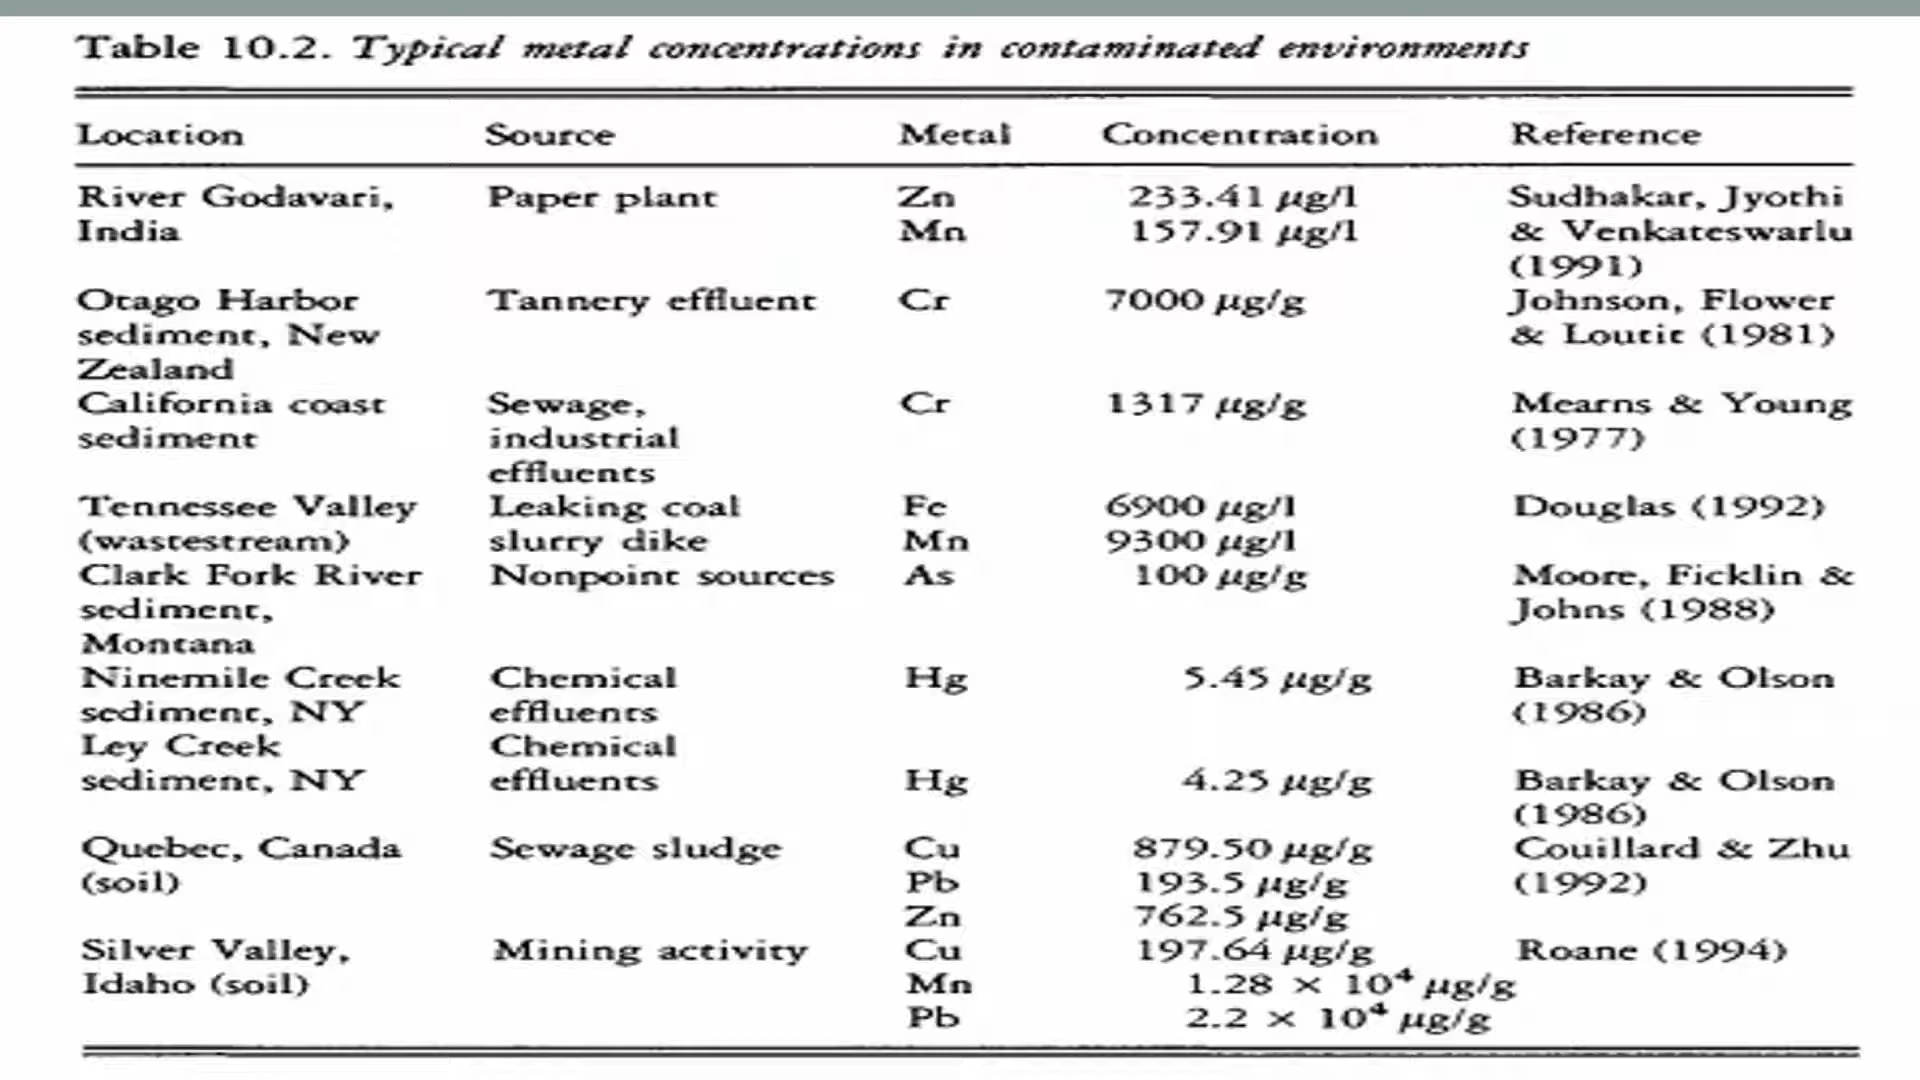 Table 10.2. Typical metal concentrations in contaminated environments
Location Source Metal Concentration Reference
River Godavari, Paper plant Zn 233.41 µg/l Sudhakar, Jyothi
India Mn 157.91 µg/l & Venkateswarlu
(1991)
Otago Harbor Tannery effluent Cr 7000 µg/g Johnson, Flower
sediment, New & Loutit (1981)
Zealand
California coast Sewage, Cr 1317 µg/g Mearns & Young
sediment industrial (1977)
effluents
Tennessee Valley Leaking coal Fe 6900 µg/l Douglas (1992)
(wastestream) slurry dike Mn 9300 µg/l
Clark Fork River Nonpoint sources As 100 µg/g Moore, Ficklin &
sediment, Johns (1988)
Montana
Ninemile Creek Chemical Hg 5.45 µg/g Barkay & Olson
sediment, NY effluents (1986)
Ley Creek Chemical
sediment, NY effluents Hg 4.25 µg/g Barkay & Olson
(1986)
Quebec, Canada Sewage sludge Cu 879.50 µg/g Couillard & Zhu
(soil) Pb 193.5 µg/g (1992)
Zn 762.5 µg/g
Silver Valley, Mining activity Cu 197.64 µg/g Roane (1994)
Idaho (soil) Mn 1.28 × 10⁴ µg/g
Pb 2.2 × 10⁴ µg/g